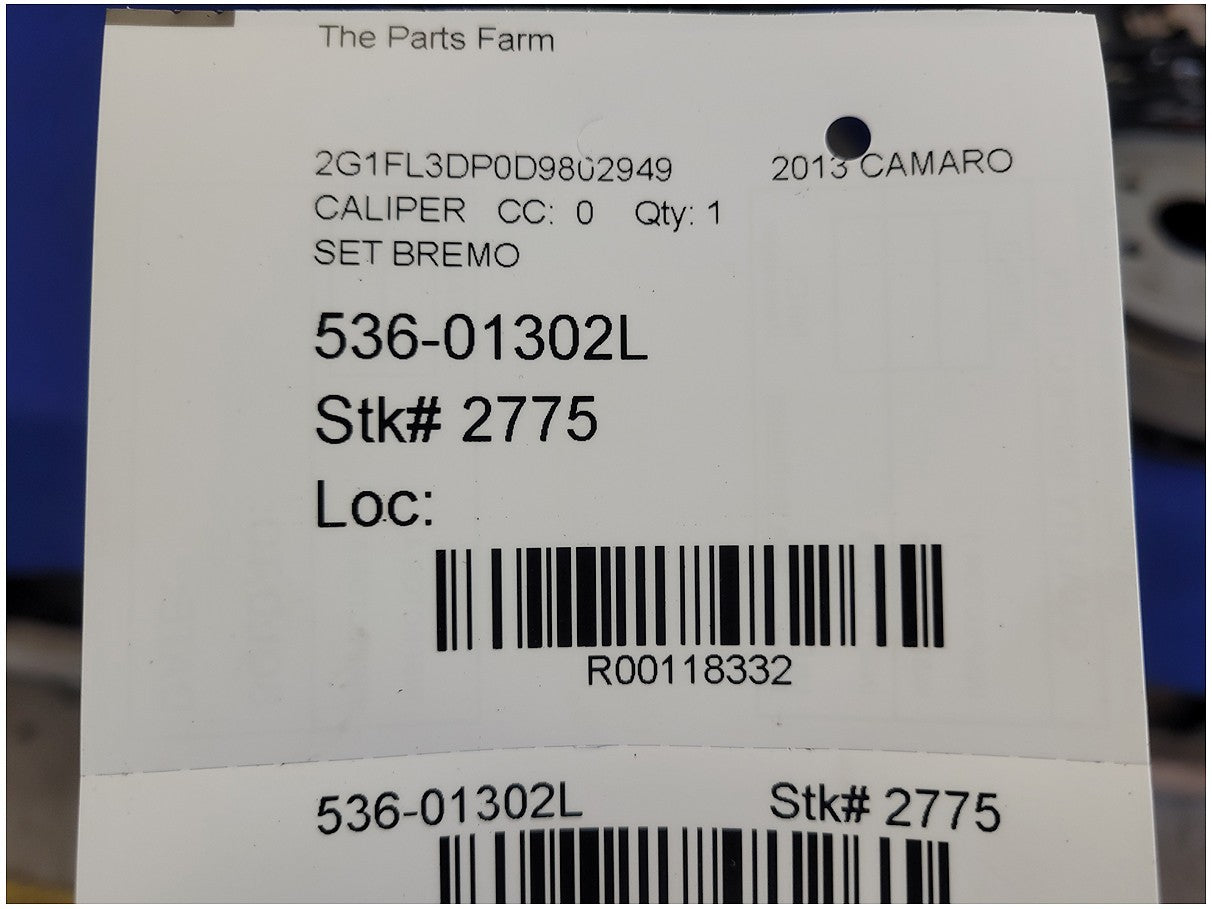 The Parts Farm
2G1FL3DP0D9802949 2013 CAMARO
CALIPER CC: 0 Qty: 1
SET BREMO
536-01302L
Stk# 2775
Loc:
R00118332
536-01302L Stk# 2775